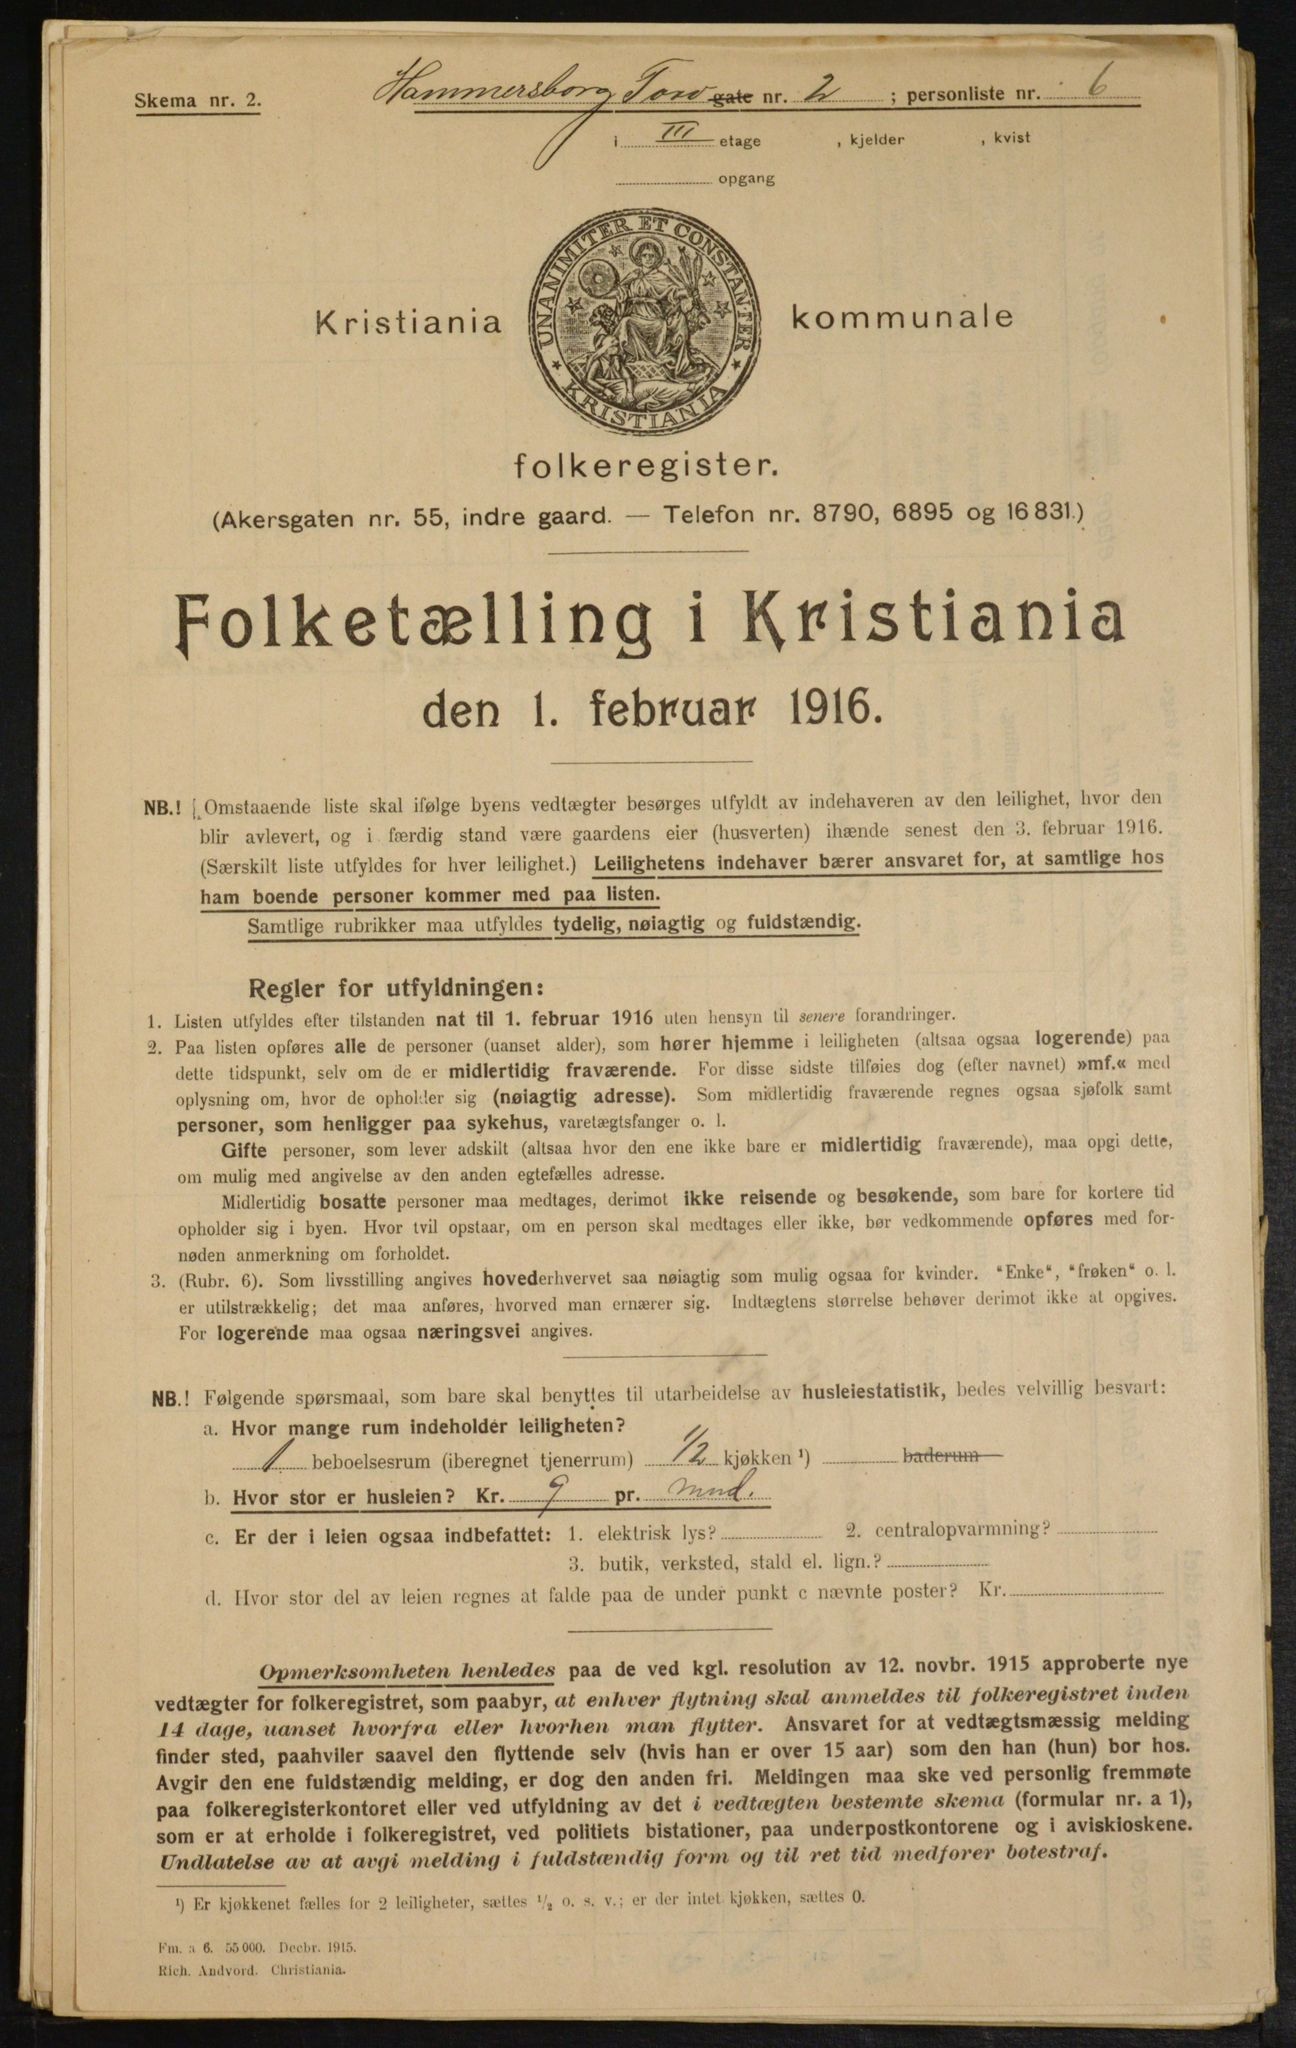 Skema nr. 2.
Hammersborg Torv gate nr. 2 ; personliste nr. 6
i III etage , kjelder , kvist
opgang
UNANIMITER ET CONSTANTER
KRISTIANIA
Kristiania kommunale
folkeregister.
(Akersgaten nr. 55, indre gaard. — Telefon nr. 8790, 6895 og 16 831.)
Folketælling i Kristiania
den 1. februar 1916.
NB.! Omstaaende liste skal ifølge byens vedtægter besørges utfyldt av indehaveren av den leilighet, hvor den
blir avlevert, og i færdig stand være gaardens eier (husverten) ihænde senest den 3. februar 1916.
(Særskilt liste utfyldes for hver leilighet.) Leilighetens indehaver bærer ansvaret for, at samtlige hos
ham boende personer kommer med paa listen.
Samtlige rubrikker maa utfyldes tydelig, nøiagtig og fuldstændig.
Regler for utfyldningen:
1. Listen utfyldes efter tilstanden nat til 1. februar 1916 uten hensyn til senere forandringer.
2. Paa listen opføres alle de personer (uanset alder), som hører hjemme i leiligheten (altsaa ogsaa logerende) paa
dette tidspunkt, selv om de er midlertidig fraværende. For disse sidste tilføies dog (efter navnet) »mf.« med
oplysning om, hvor de opholder sig (nøiagtig adresse). Som midlertidig fraværende regnes ogsaa sjøfolk samt
personer, som henligger paa sykehus, varetægtsfanger o. l.
Gifte personer, som lever adskilt (altsaa hvor den ene ikke bare er midlertidig fraværende), maa opgi dette,
om mulig med angivelse av den anden egtefælles adresse.
Midlertidig bosatte personer maa medtages, derimot ikke reisende og besøkende, som bare for kortere tid
opholder sig i byen. Hvor tvil opstaar, om en person skal medtages eller ikke, bør vedkommende opføres med for-
nøden anmerkning om forholdet.
3. (Rubr. 6). Som livsstilling angives hovederhvervet saa nøiagtig som mulig ogsaa for kvinder. "Enke", "frøken" o. l.
er utilstrækkelig; det maa anføres, hvorved man ernærer sig. Indtægtens størrelse behøver derimot ikke at opgives.
For logerende maa ogsaa næringsvei angives.
NB.! Følgende spørsmaal, som bare skal benyttes til utarbeidelse av husleiestatistik, bedes velvillig besvart:
a. Hvor mange rum indeholder leiligheten?
1 beboelsesrum (iberegnet tjenerrum) 1/2 kjøkken ¹) baderum
b. Hvor stor er husleien? Kr. 9 pr. mnd.
c. Er der i leien ogsaa indbefattet: 1. elektrisk lys? 2. centralopvarmning?
3. butik, verksted, stald el. lign.?
d. Hvor stor del av leien regnes at falde paa de under punkt c nævnte poster? Kr.
Opmerksomheten henledes paa de ved kgl. resolution av 12. novbr. 1915 approberte nye
vedtægter for folkeregistret, som paabyr, at enhver flytning skal anmeldes til folkeregistret inden
14 dage, uanset hvorfra eller hvorhen man flytter. Ansvaret for at vedtægtsmæssig melding
finder sted, paahviler saavel den flyttende selv (hvis han er over 15 aar) som den han (hun) bor hos.
Avgir den ene fuldstændig melding, er dog den anden fri. Meldingen maa ske ved personlig fremmøte
paa folkeregisterkontoret eller ved utfyldning av det i vedtægten bestemte skema (formular nr. a 1),
som er at erholde i folkeregistret, ved politiets bistationer, paa underpostkontorene og i aviskioskene.
Undlatelse av at avgi melding i fuldstændig form og til ret tid medfører bøtestraf.
¹) Er kjøkkenet fælles for 2 leiligheter, sættes ½ o. s. v.; er der intet kjøkken, sættes 0.
Fm. a 6. 55 000. Decbr. 1915.
Rich. Andvord. Christiania.